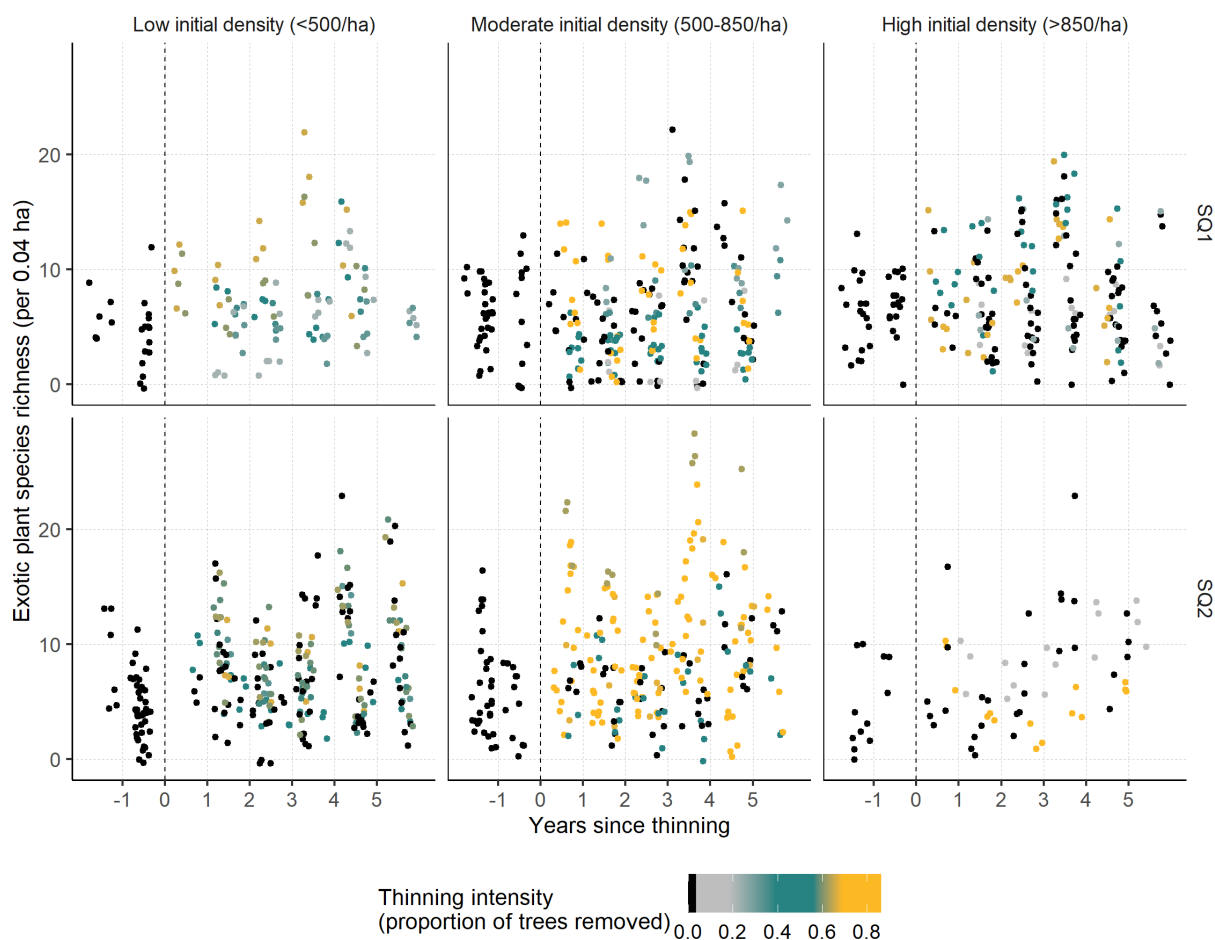 Low initial density (<500/ha)
Moderate initial density (500-850/ha)
High initial density (>850/ha)
Exotic plant species richness (per 0.04 ha)
20
10
0
SQ1
20
10
0
SQ2
-1 0 1 2 3 4 5
-1 0 1 2 3 4 5
-1 0 1 2 3 4 5
Years since thinning
Thinning intensity
(proportion of trees removed)
0.0 0.2 0.4 0.6 0.8